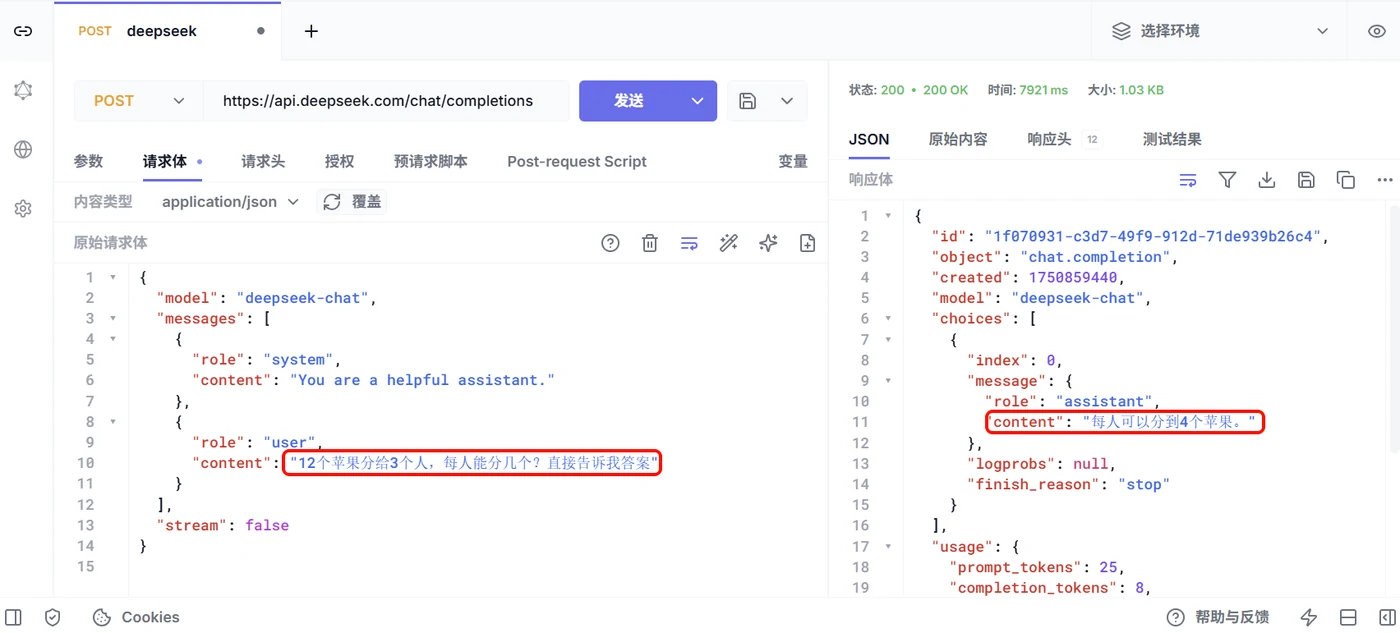 POST deepseek
选择环境
POST https://api.deepseek.com/chat/completions 发送
参数 请求体 请求头 授权 预请求脚本 Post-request Script 变量
内容类型 application/json 覆盖
原始请求体
1 {
2 "model": "deepseek-chat",
3 "messages": [
4 {
5 "role": "system",
6 "content": "You are a helpful assistant."
7 },
8 {
9 "role": "user",
10 "content": "12个苹果分给3个人，每人能分几个？直接告诉我答案"
11 }
12 ],
13 "stream": false
14 }
15
状态: 200 • 200 OK 时间: 7921 ms 大小: 1.03 KB
JSON 原始内容 响应头 12 测试结果
响应体
1 {
2 "id": "1f070931-c3d7-49f9-912d-71de939b26c4",
3 "object": "chat.completion",
4 "created": 1750859440,
5 "model": "deepseek-chat",
6 "choices": [
7 {
8 "index": 0,
9 "message": {
10 "role": "assistant",
11 "content": "每人可以分到4个苹果。"
12 },
13 "logprobs": null,
14 "finish_reason": "stop"
15 }
16 ],
17 "usage": {
18 "prompt_tokens": 25,
19 "completion_tokens": 8,
Cookies
帮助与反馈